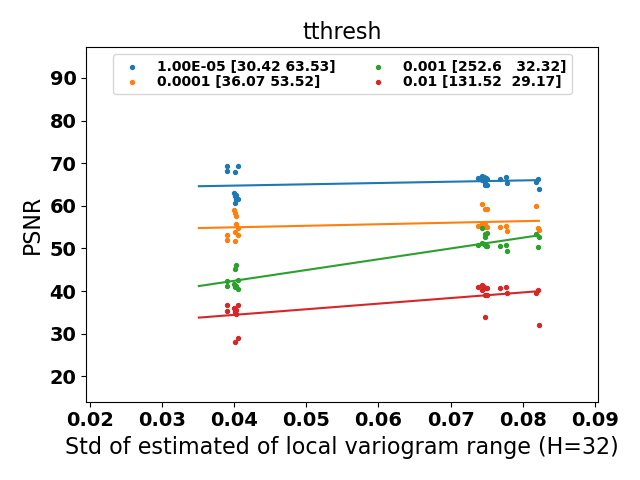 tthresh
1.00E-05 [30.42 63.53]
0.0001 [36.07 53.52]
0.001 [252.6   32.32]
0.01 [131.52  29.17]
PSNR
90
80
70
60
50
40
30
20
0.02 0.03 0.04 0.05 0.06 0.07 0.08 0.09
Std of estimated of local variogram range (H=32)